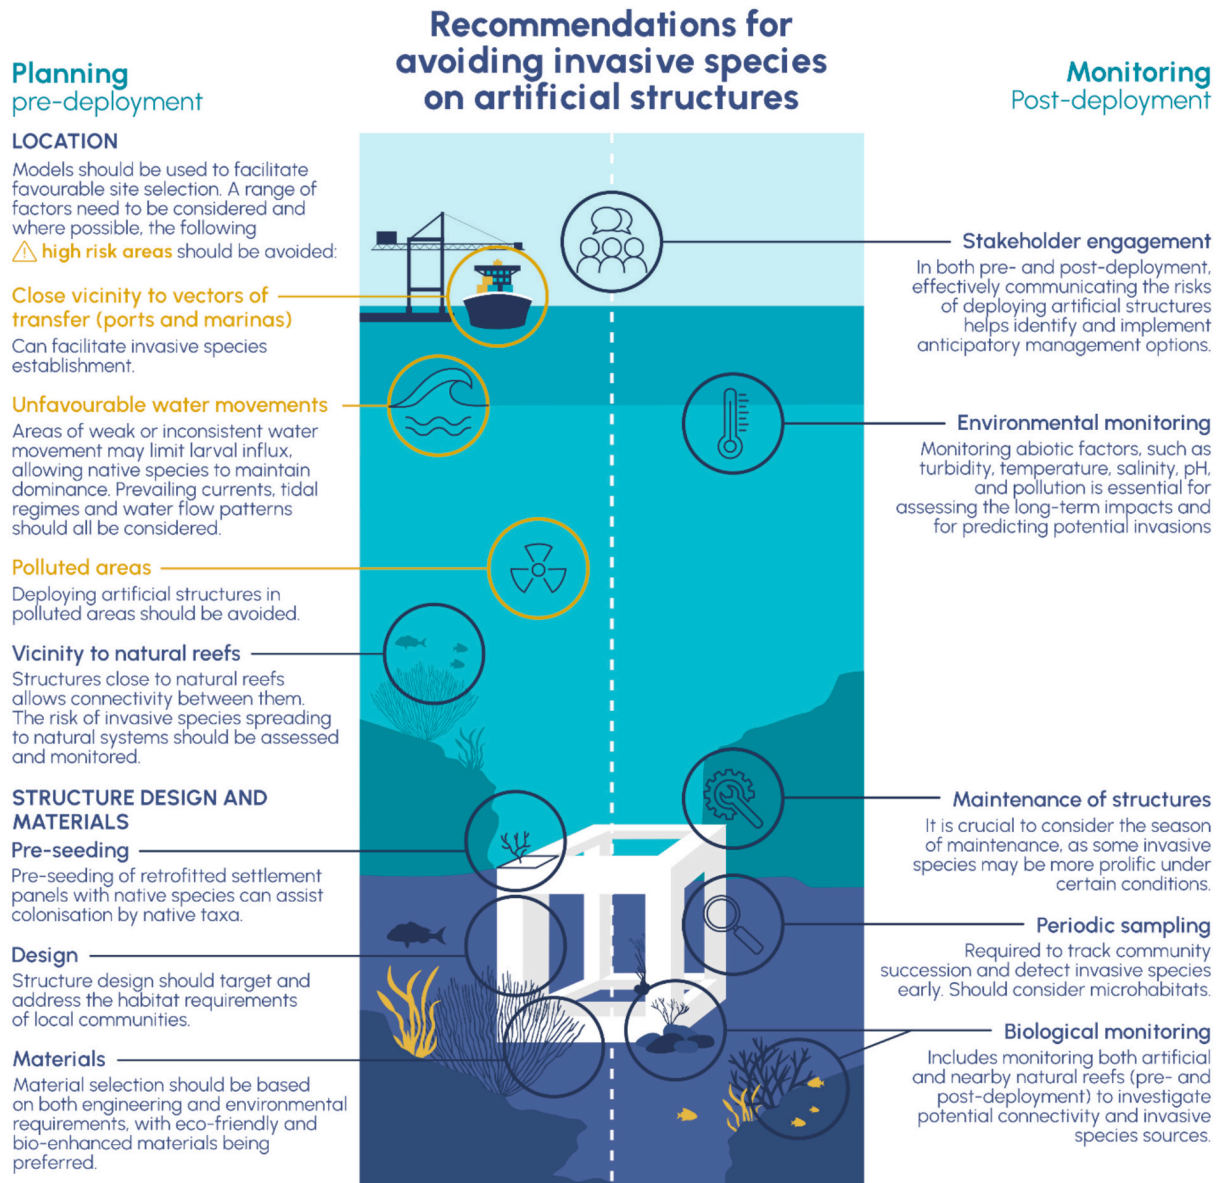 Recommendations for
avoiding invasive species
on artificial structures
Planning
pre-deployment
LOCATION
Models should be used to facilitate
favourable site selection. A range of
factors need to be considered and
where possible, the following
high risk areas should be avoided:
Close vicinity to vectors of
transfer (ports and marinas)
Can facilitate invasive species
establishment.
Unfavourable water movements
Areas of weak or inconsistent water
movement may limit larval influx,
allowing native species to maintain
dominance. Prevailing currents, tidal
regimes and water flow patterns
should all be considered.
Polluted areas
Deploying artificial structures in
polluted areas should be avoided.
Vicinity to natural reefs
Structures close to natural reefs
allows connectivity between them.
The risk of invasive species spreading
to natural systems should be assessed
and monitored.
STRUCTURE DESIGN AND
MATERIALS
Pre-seeding
Pre-seeding of retrofitted settlement
panels with native species can assist
colonisation by native taxa.
Design
Structure design should target and
address the habitat requirements
of local communities.
Materials
Material selection should be based
on both engineering and environmental
requirements, with eco-friendly and
bio-enhanced materials being
preferred.
Monitoring
Post-deployment
Stakeholder engagement
In both pre- and post-deployment,
effectively communicating the risks
of deploying artificial structures
helps identify and implement
anticipatory management options.
Environmental monitoring
Monitoring abiotic factors, such as
turbidity, temperature, salinity, pH,
and pollution is essential for
assessing the long-term impacts and
for predicting potential invasions
Maintenance of structures
It is crucial to consider the season
of maintenance, as some invasive
species may be more prolific under
certain conditions.
Periodic sampling
Required to track community
succession and detect invasive species
early. Should consider microhabitats.
Biological monitoring
Includes monitoring both artificial
and nearby natural reefs (pre- and
post-deployment) to investigate
potential connectivity and invasive
species sources.